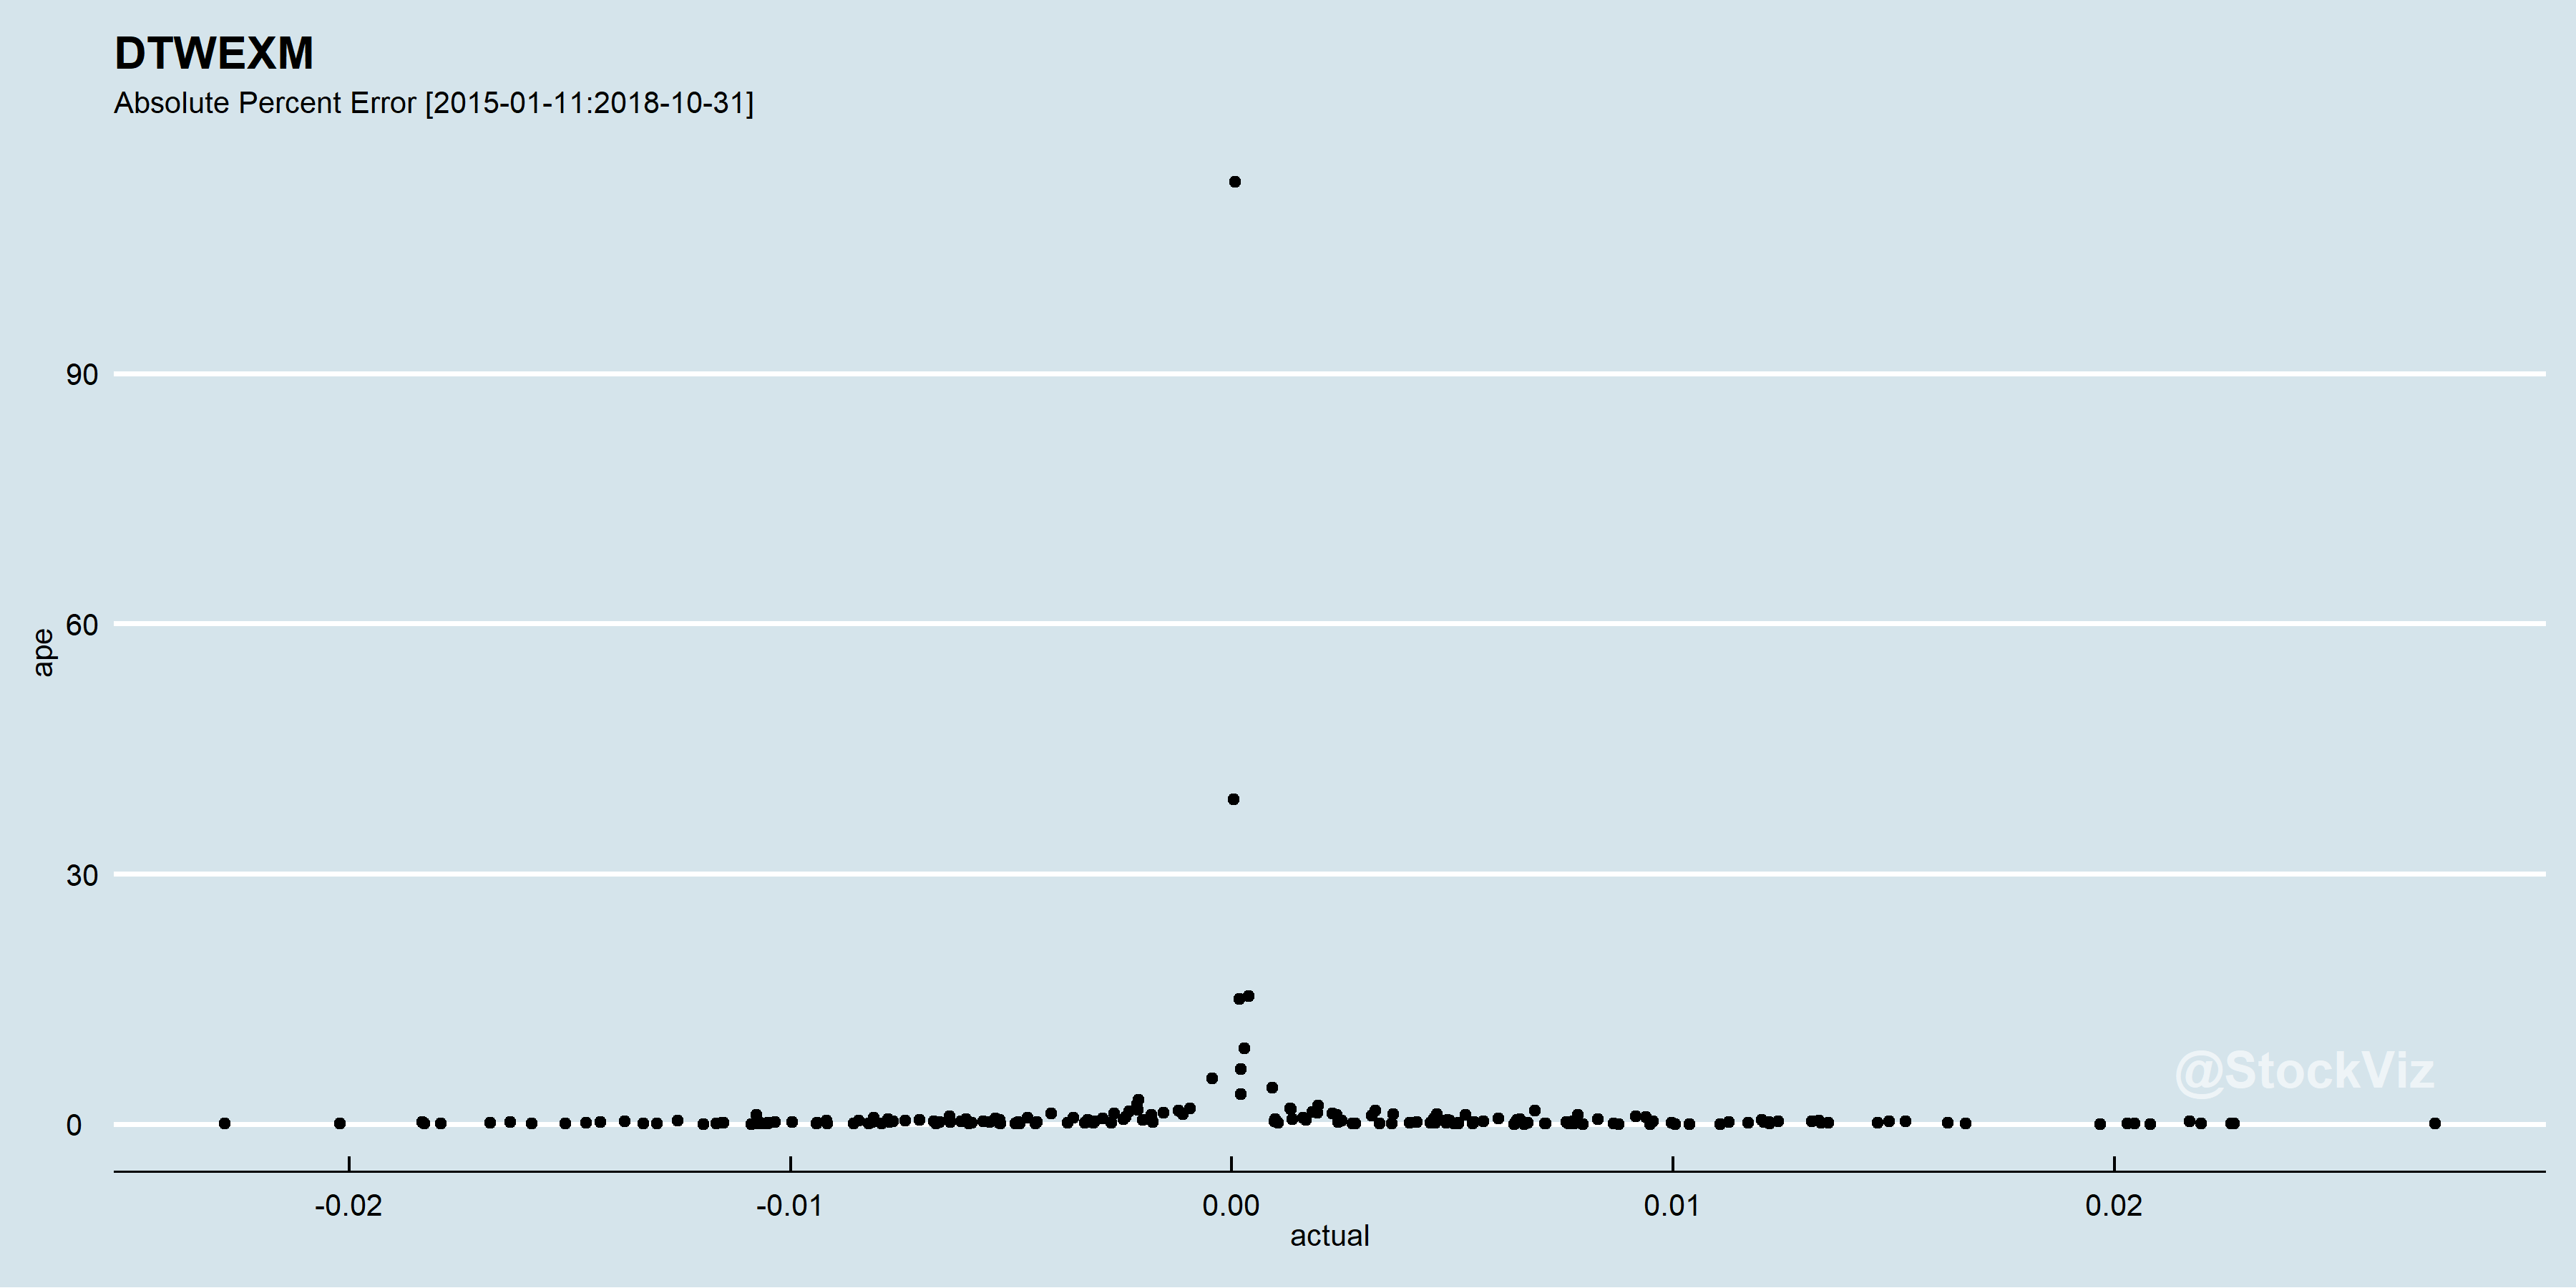 DTWEXM
Absolute Percent Error [2015-01-11:2018-10-31]
90
60
30
0
ape
@StockViz
-0.02 -0.01 0.00 0.01 0.02
actual